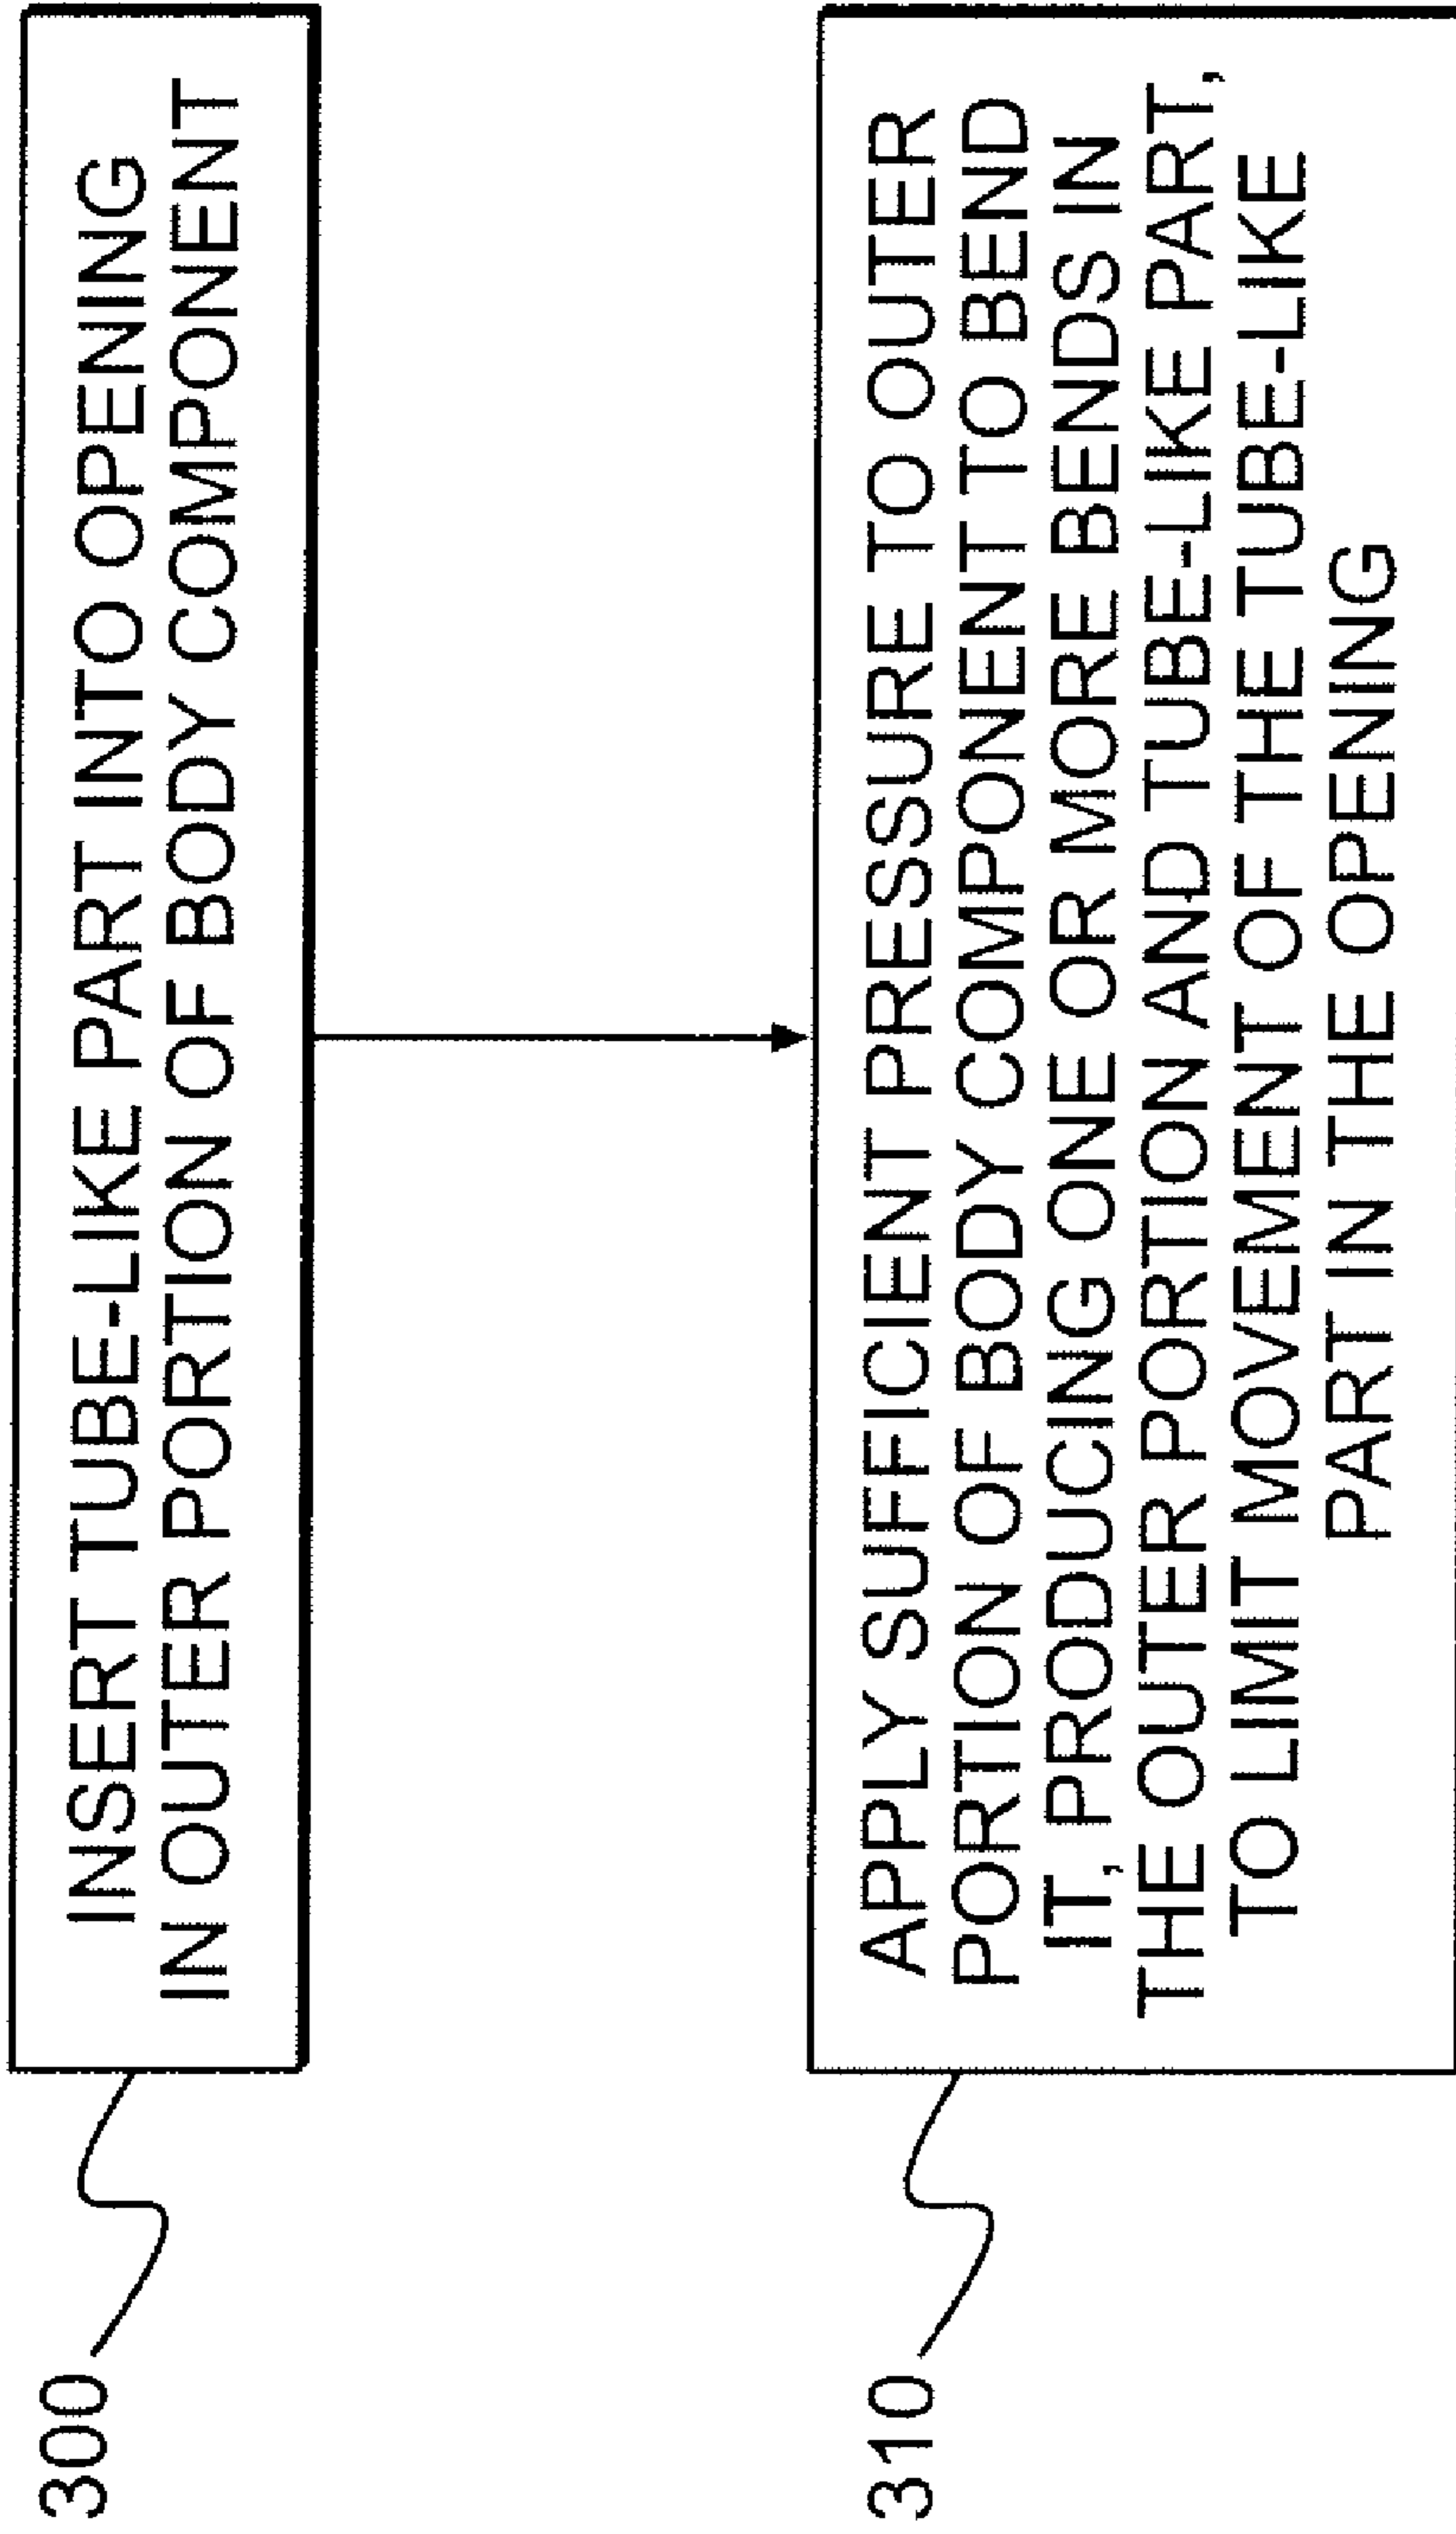 300
INSERT TUBE-LIKE PART INTO OPENING
IN OUTER PORTION OF BODY COMPONENT
310
APPLY SUFFICIENT PRESSURE TO OUTER
PORTION OF BODY COMPONENT TO BEND
IT, PRODUCING ONE OR MORE BENDS IN
THE OUTER PORTION AND TUBE-LIKE PART,
TO LIMIT MOVEMENT OF THE TUBE-LIKE
PART IN THE OPENING